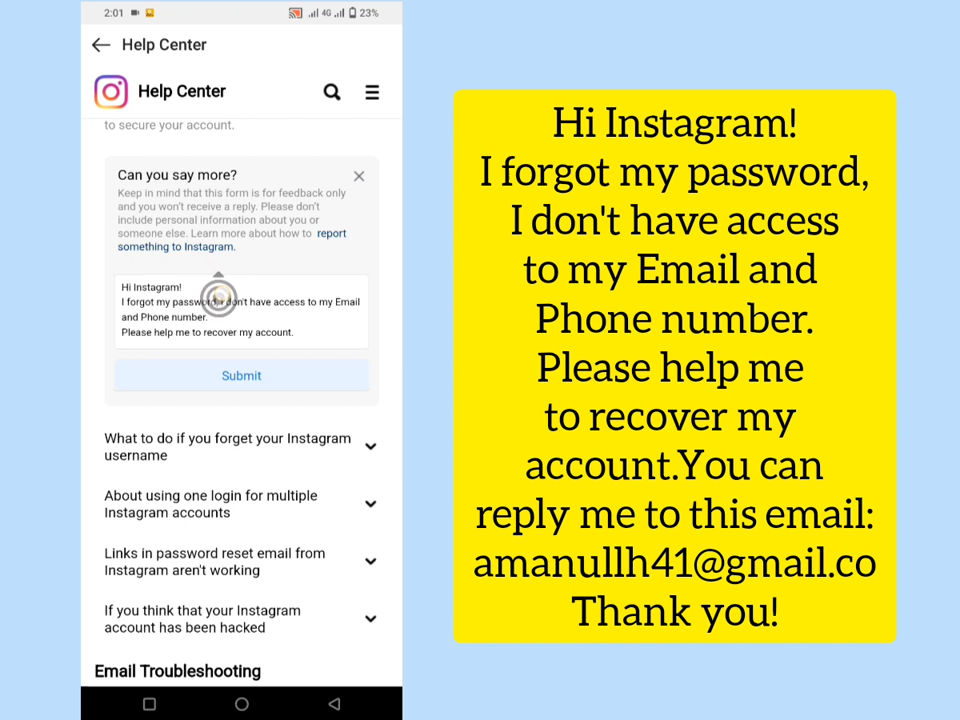 2:01
4G
23%
Help Center
Help Center
to secure your account.
Can you say more?
Keep in mind that this form is for feedback only
and you won't receive a reply. Please don't
include personal information about you or
someone else. Learn more about how to report
something to Instagram.
Hi Instagram!
I forgot my password, I don't have access to my Email
and Phone number.
Please help me to recover my account.
Submit
What to do if you forget your Instagram
username
About using one login for multiple
Instagram accounts
Links in password reset email from
Instagram aren't working
If you think that your Instagram
account has been hacked
Email Troubleshooting
Hi Instagram!
I forgot my password,
I don't have access
to my Email and
Phone number.
Please help me
to recover my
account.You can
reply me to this email:
amanullh41@gmail.co
Thank you!